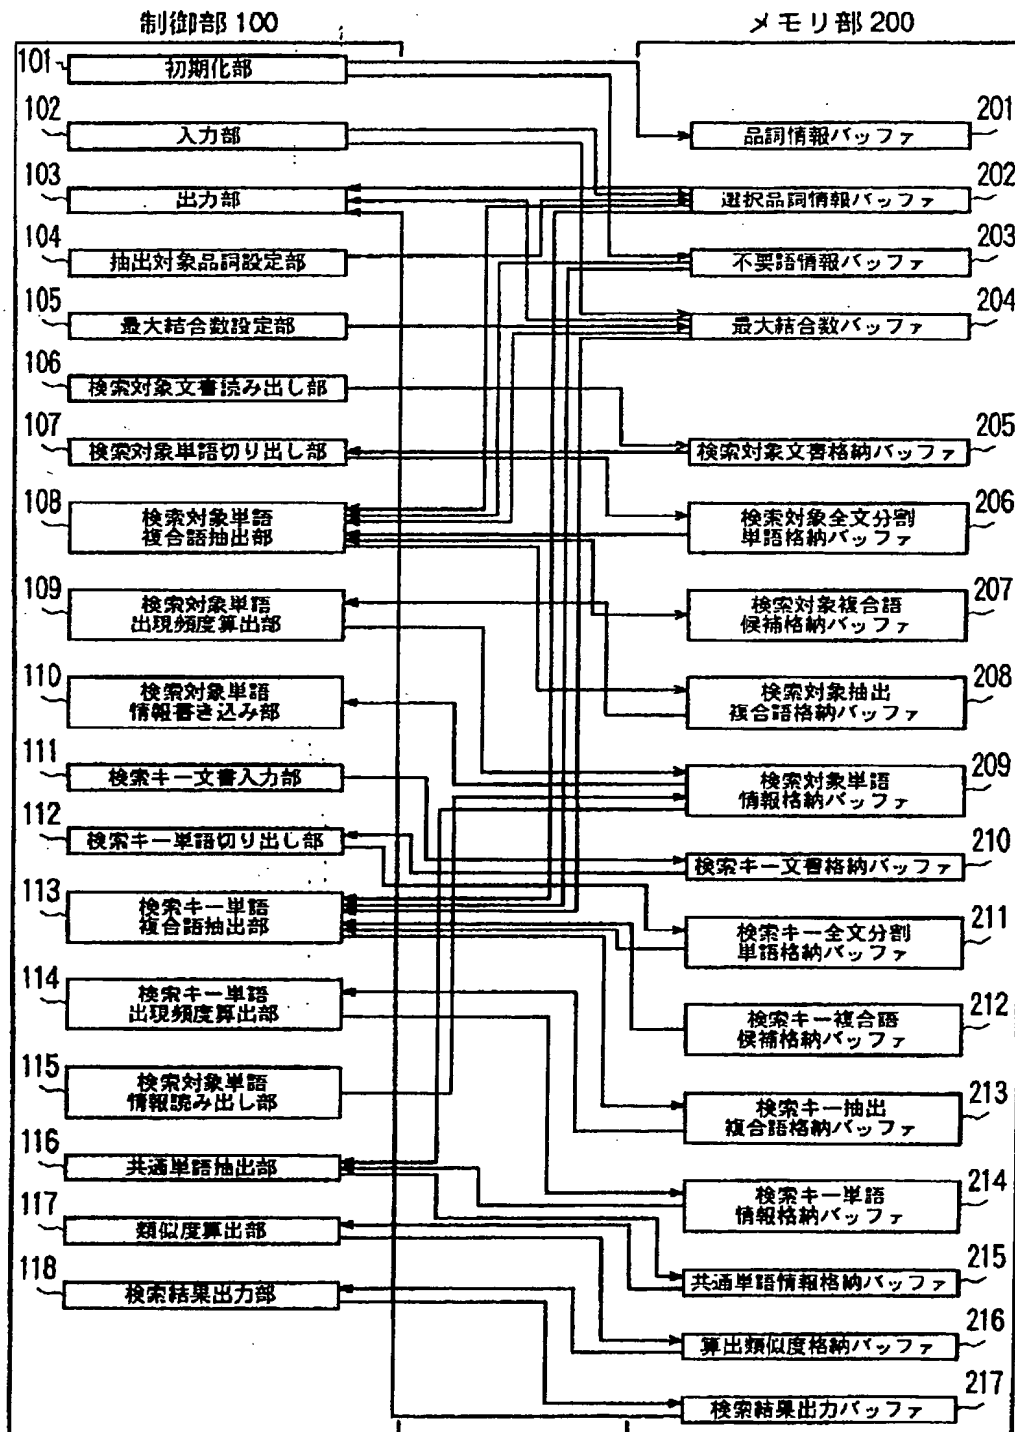 制御部 100
メモリ部 200
101
初期化部
102
入力部
103
出力部
104
抽出対象品詞設定部
105
最大結合数設定部
106
検索対象文書読み出し部
107
検索対象単語切り出し部
108
検索対象単語
複合語抽出部
109
検索対象単語
出現頻度算出部
110
検索対象単語
情報書き込み部
111
検索キー文書入力部
112
検索キー単語切り出し部
113
検索キー単語
複合語抽出部
114
検索キー単語
出現頻度算出部
115
検索対象単語
情報読み出し部
116
共通単語抽出部
117
類似度算出部
118
検索結果出力部
201
品詞情報バッファ
202
選択品詞情報バッファ
203
不要語情報バッファ
204
最大結合数バッファ
205
検索対象文書格納バッファ
206
検索対象全文分割
単語格納バッファ
207
検索対象複合語
候補格納バッファ
208
検索対象抽出
複合語格納バッファ
209
検索対象単語
情報格納バッファ
210
検索キー文書格納バッファ
211
検索キー全文分割
単語格納バッファ
212
検索キー複合語
候補格納バッファ
213
検索キー抽出
複合語格納バッファ
214
検索キー単語
情報格納バッファ
215
共通単語情報格納バッファ
216
算出類似度格納バッファ
217
検索結果出力バッファ